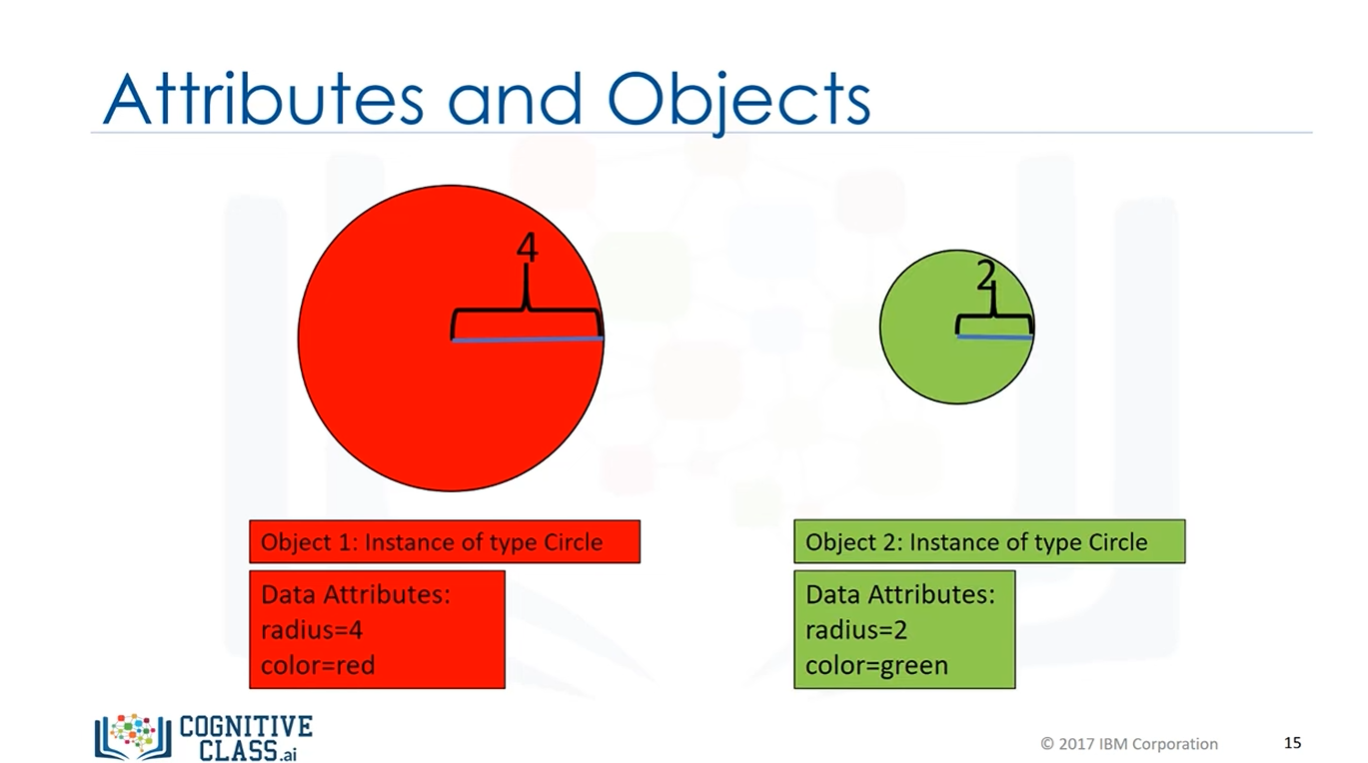 Attributes and Objects
4
2
Object 1: Instance of type Circle
Data Attributes:
radius=4
color=red
Object 2: Instance of type Circle
Data Attributes:
radius=2
color=green
COGNITIVE
CLASS.ai
© 2017 IBM Corporation
15